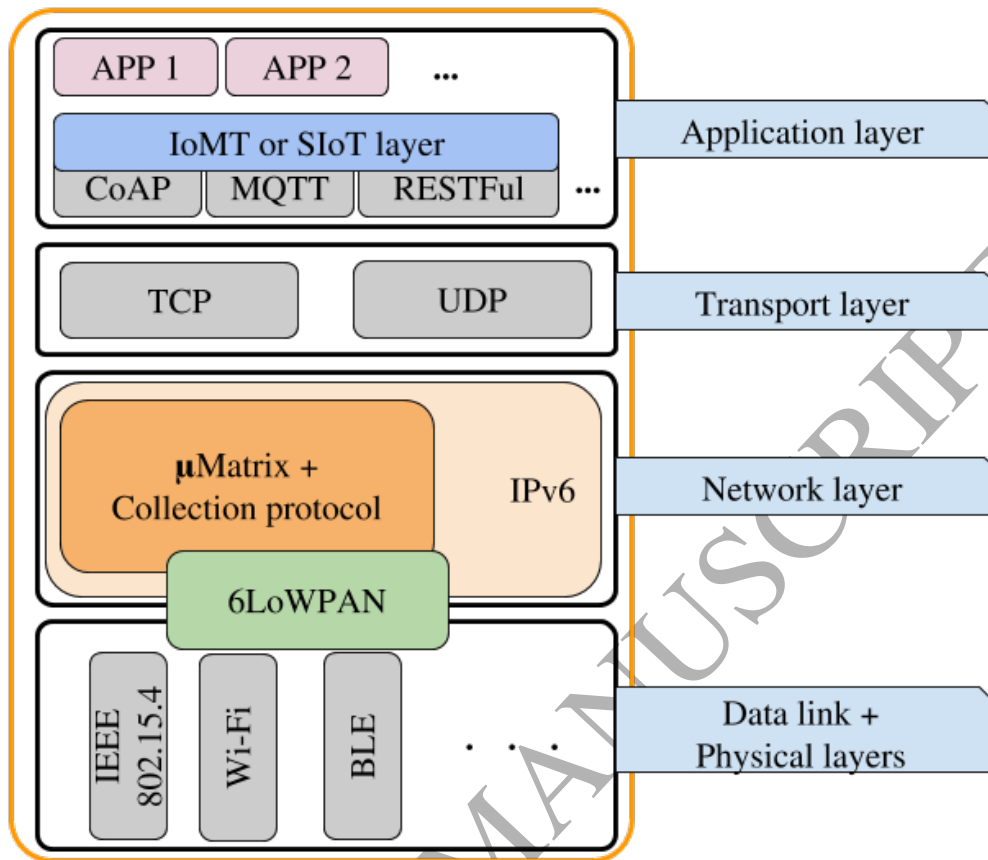 APP 1 APP 2 ...
IoMT or SIoT layer
CoAP MQTT RESTFul ...
Application layer
TCP UDP
Transport layer
μMatrix +
Collection protocol
IPv6
Network layer
6LoWPAN
IEEE
802.15.4
Wi-Fi
BLE
. . .
Data link +
Physical layers
MANUSCRIPT